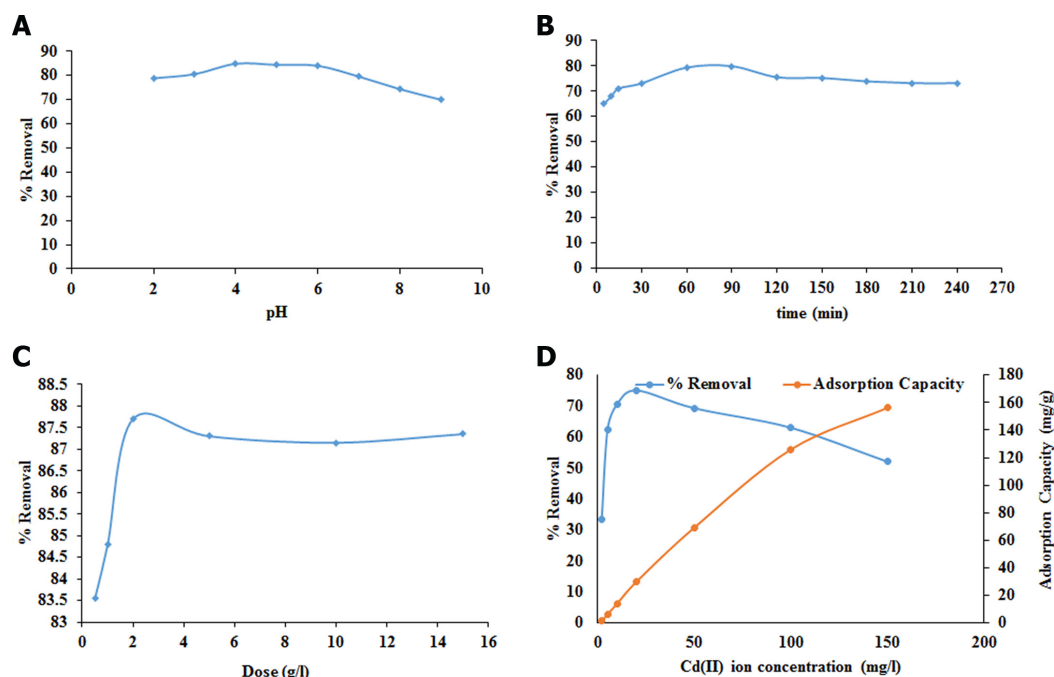 A
90
80
70
60
50
40
30
20
10
0
% Removal
0 2 4 6 8 10
pH
B
90
80
70
60
50
40
30
20
10
0
% Removal
0 30 60 90 120 150 180 210 240 270
time (min)
C
88.5
88
87.5
87
86.5
86
85.5
85
84.5
84
83.5
83
% Removal
0 2 4 6 8 10 12 14 16
Dose (g/l)
D
% Removal Adsorption Capacity
80
70
60
50
40
30
20
10
0
% Removal
180
160
140
120
100
80
60
40
20
0
Adsorption Capacity (mg/g)
0 50 100 150 200
Cd(II) ion concentration (mg/l)